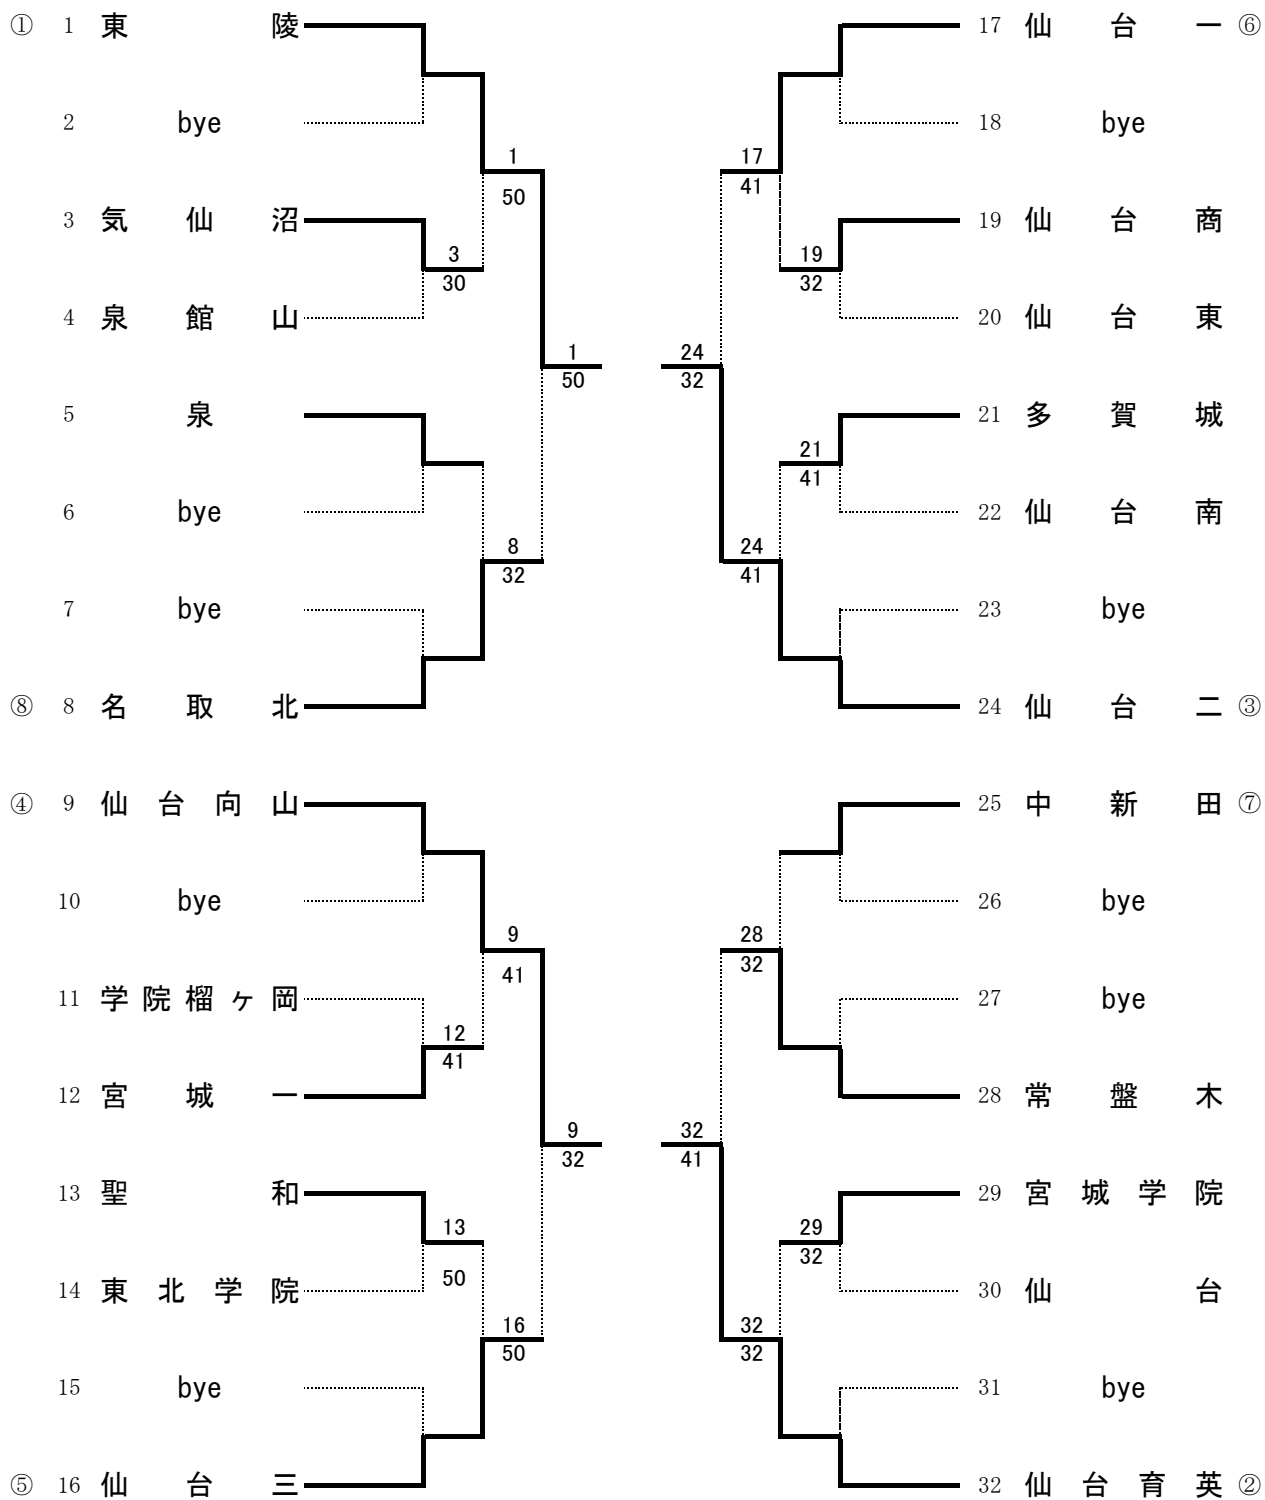 ① 1 東陵
2 bye
3 気仙沼
4 泉館山
5 泉
6 bye
7 bye
⑧ 8 名取北
④ 9 仙台向山
10 bye
11 学院榴ヶ岡
12 宮城一
13 聖和
14 東北学院
15 bye
⑤ 16 仙台三
1
50
3
30
1
50
8
32
9
41
12
41
9
32
13
50
16
50
17 仙台一 ⑥
18 bye
19 仙台商
20 仙台東
21 多賀城
22 仙台南
23 bye
24 仙台二 ③
25 中新田 ⑦
26 bye
27 bye
28 常盤木
29 宮城学院
30 仙台
31 bye
32 仙台育英 ②
17
41
19
32
24
32
21
41
24
41
28
32
32
41
29
32
32
32